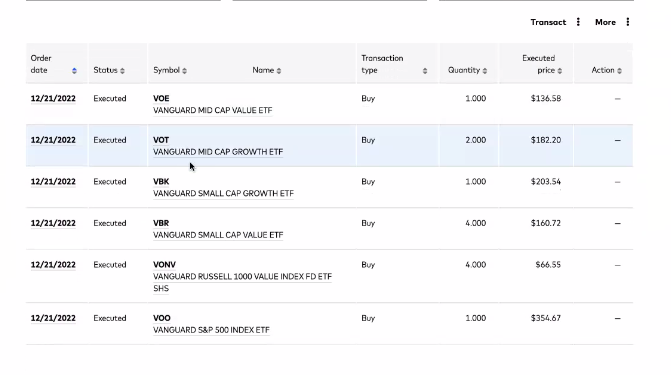 Transact More
Order date Status Symbol Name Transaction type Quantity Executed price Action
12/21/2022 Executed VOE Buy 1.000 $136.58 –
VANGUARD MID CAP VALUE ETF
12/21/2022 Executed VOT Buy 2.000 $182.20 –
VANGUARD MID CAP GROWTH ETF
12/21/2022 Executed VBK Buy 1.000 $203.54 –
VANGUARD SMALL CAP GROWTH ETF
12/21/2022 Executed VBR Buy 4.000 $160.72 –
VANGUARD SMALL CAP VALUE ETF
12/21/2022 Executed VONV Buy 4.000 $66.55 –
VANGUARD RUSSELL 1000 VALUE INDEX FD ETF
SHS
12/21/2022 Executed VOO Buy 1.000 $354.67 –
VANGUARD S&P 500 INDEX ETF